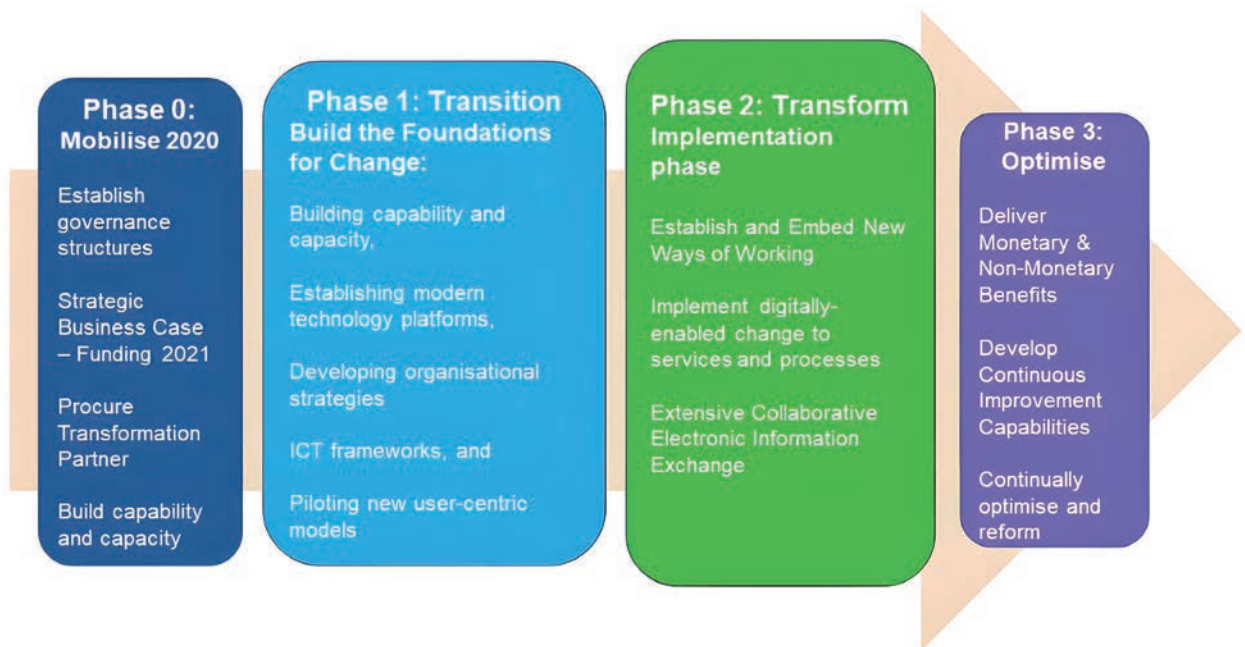 Phase 0:
Mobilise 2020
Establish
governance
structures
Strategic
Business Case
– Funding 2021
Procure
Transformation
Partner
Build capability
and capacity
Phase 1: Transition
Build the Foundations
for Change:
Building capability and
capacity,
Establishing modern
technology platforms,
Developing organisational
strategies
ICT frameworks, and
Piloting new user-centric
models
Phase 2: Transform
Implementation
phase
Establish and Embed New
Ways of Working
Implement digitally-
enabled change to
services and processes
Extensive Collaborative
Electronic Information
Exchange
Phase 3:
Optimise
Deliver
Monetary &
Non-Monetary
Benefits
Develop
Continuous
Improvement
Capabilities
Continually
optimise and
reform